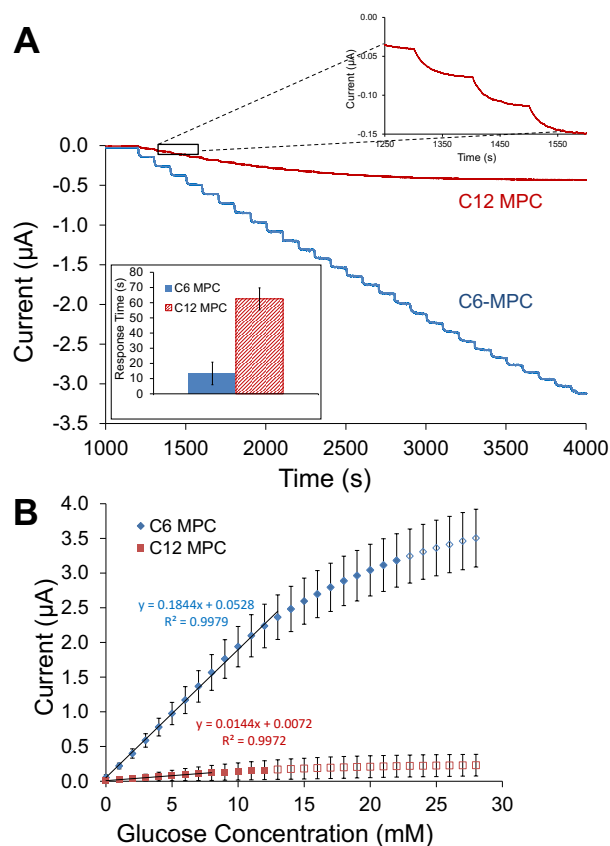 A
0.00
-0.05
-0.10
-0.15
Current (µA)
1250
1350
1450
1550
Time (s)
0.0
-0.5
-1.0
-1.5
-2.0
-2.5
-3.0
-3.5
Current (µA)
C12 MPC
C6-MPC
80
70
60
50
40
30
20
10
0
Response Time (s)
C6 MPC
C12 MPC
1000
1500
2000
2500
3000
3500
4000
Time (s)
B
4.0
3.5
3.0
2.5
2.0
1.5
1.0
0.5
0.0
Current (µA)
C6 MPC
C12 MPC
y = 0.1844x + 0.0528
R² = 0.9979
y = 0.0144x + 0.0072
R² = 0.9972
0
5
10
15
20
25
30
Glucose Concentration (mM)